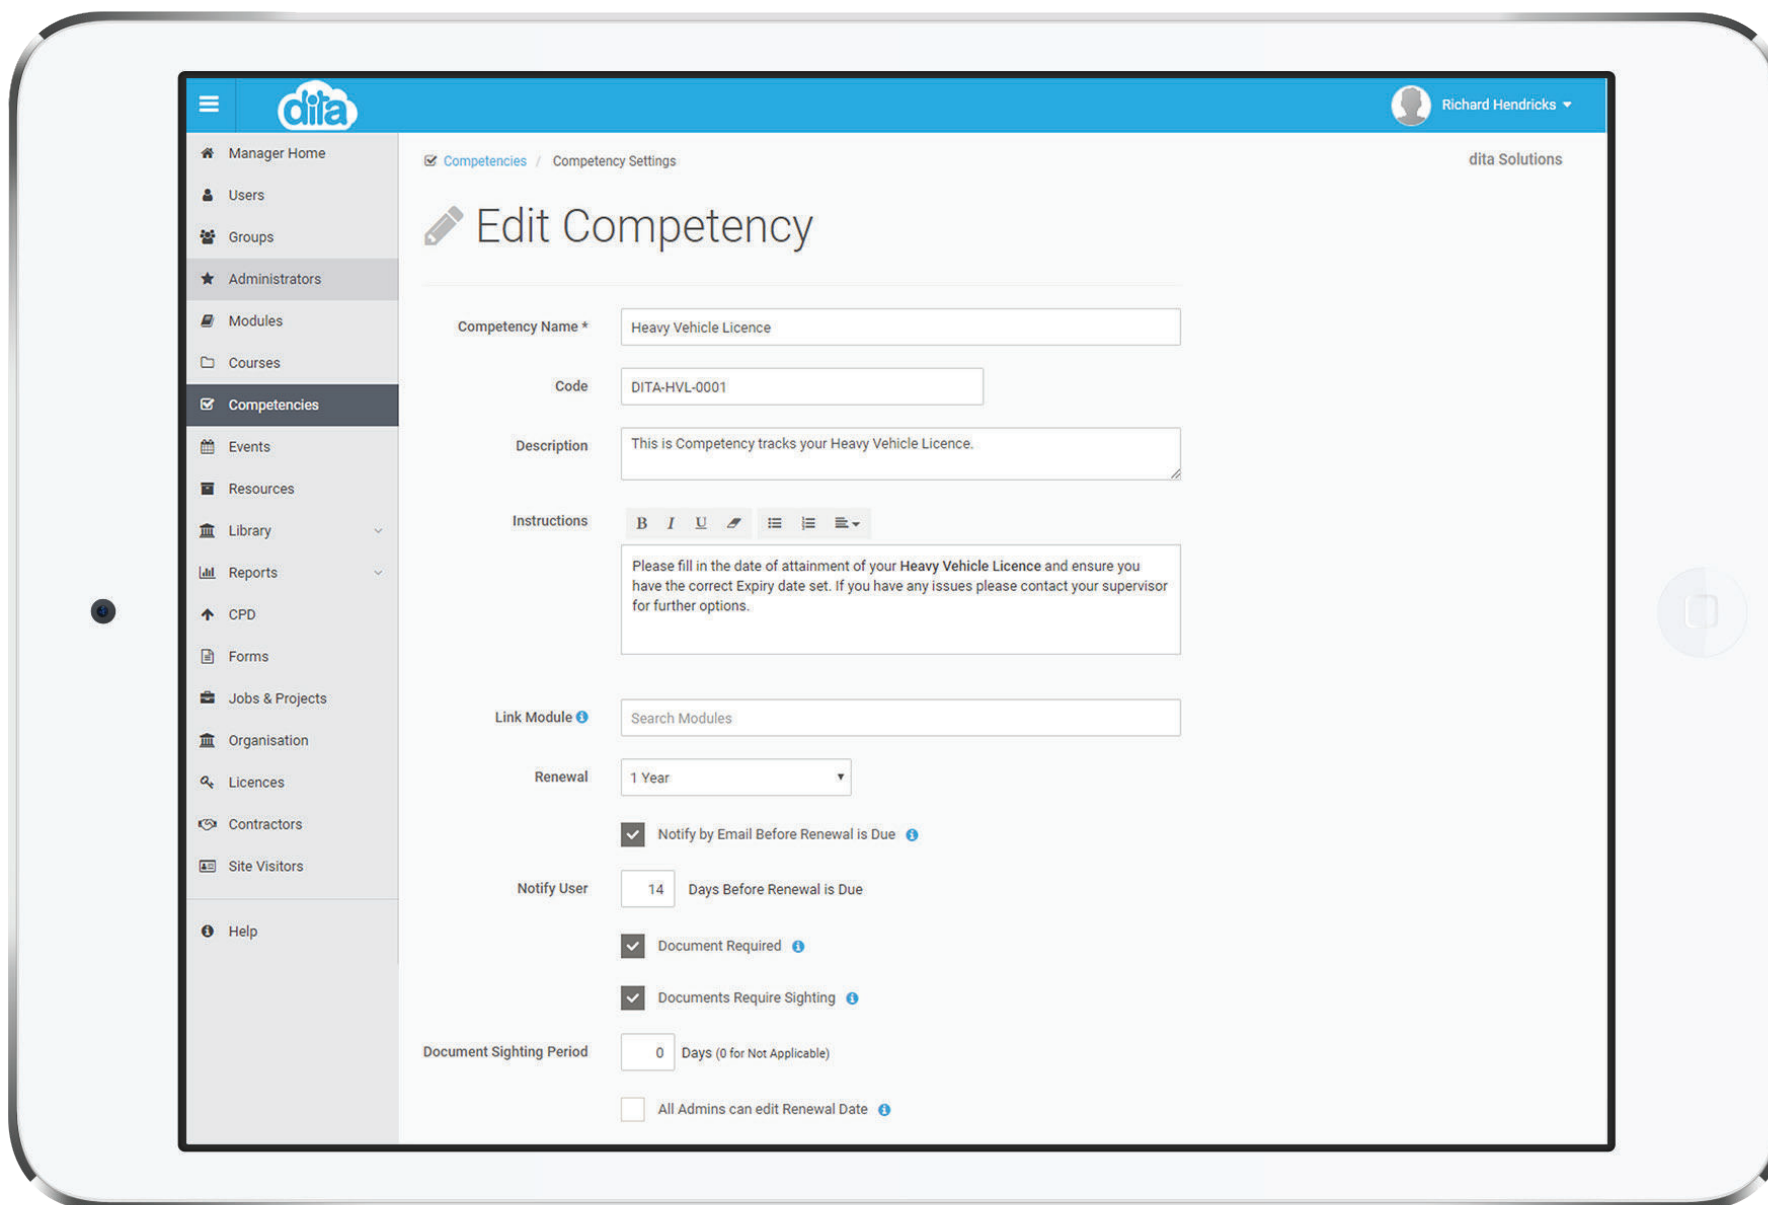 dita
Richard Hendricks
Manager Home
Users
Groups
Administrators
Modules
Courses
Competencies
Events
Resources
Library
Reports
CPD
Forms
Jobs & Projects
Organisation
Licences
Contractors
Site Visitors
Help
Competencies / Competency Settings
dita Solutions
Edit Competency
Competency Name *
Heavy Vehicle Licence
Code
DITA-HVL-0001
Description
This is Competency tracks your Heavy Vehicle Licence.
Instructions
B I U
Please fill in the date of attainment of your Heavy Vehicle Licence and ensure you
have the correct Expiry date set. If you have any issues please contact your supervisor
for further options.
Link Module
Search Modules
Renewal
1 Year
Notify by Email Before Renewal is Due
Notify User
14 Days Before Renewal is Due
Document Required
Documents Require Sighting
Document Sighting Period
0 Days (0 for Not Applicable)
All Admins can edit Renewal Date